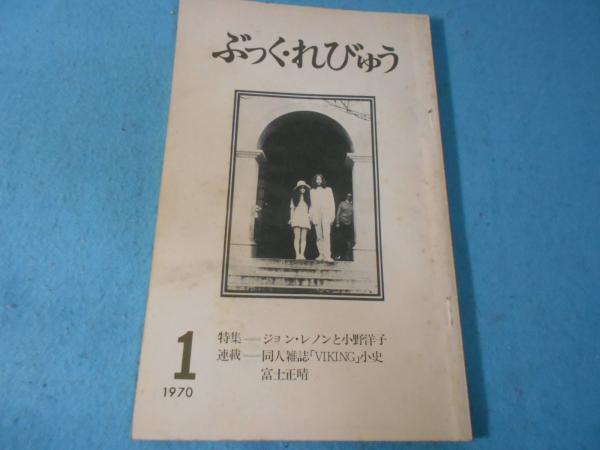 ぶっく・れびゅう
特集──ジョン・レノンと小野洋子
連載──同人雑誌「VIKING」小史
富士正晴
1
1970